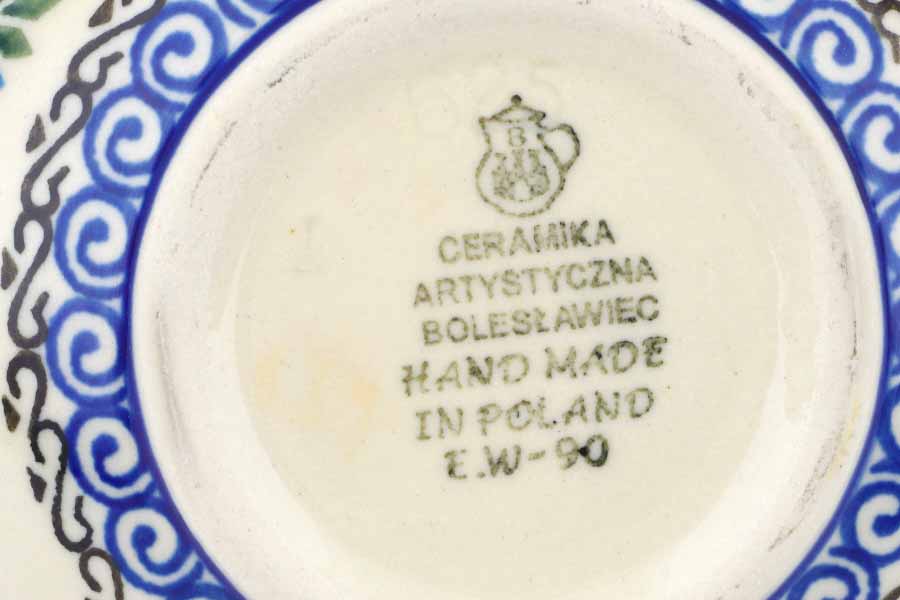 B
CERAMIKA
ARTYSTYCZNA
BOLESŁAWIEC
HAND MADE
IN POLAND
E.W-90